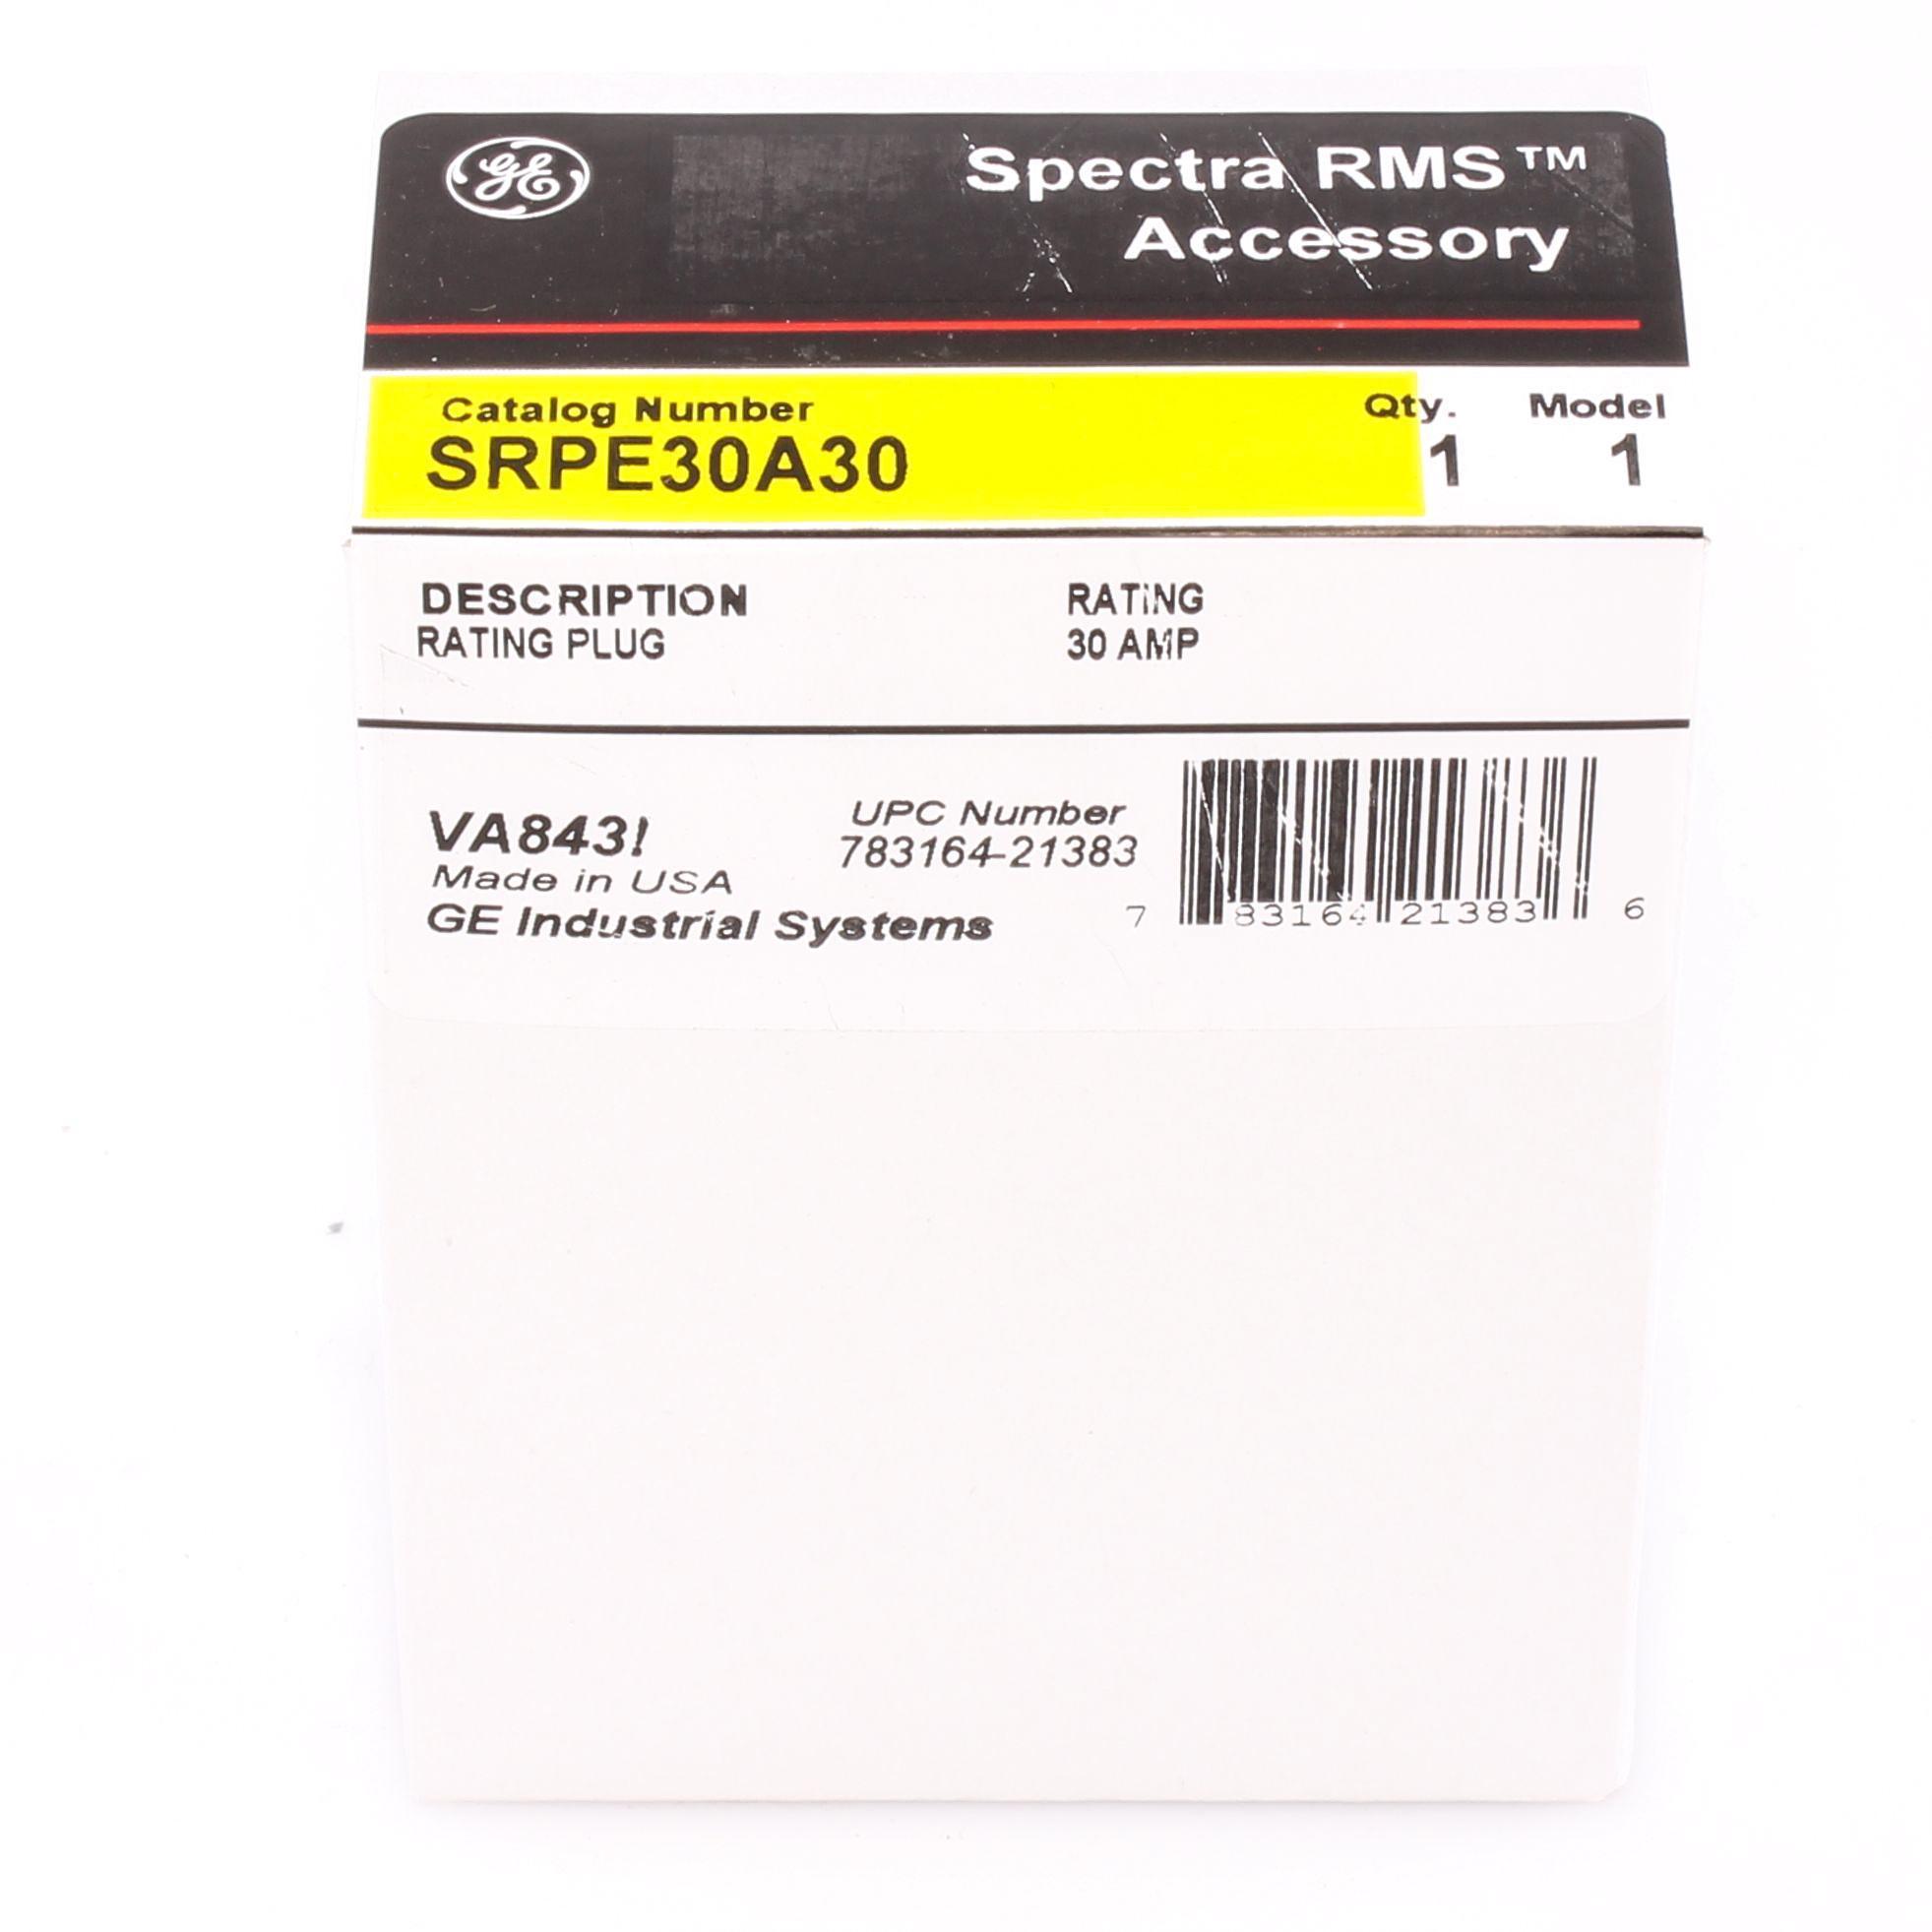 GE
Spectra RMS™
Accessory
Catalog Number Qty. Model
SRPE30A30 1 1
DESCRIPTION RATING
RATING PLUG 30 AMP
VA843!
Made in USA
GE Industrial Systems
UPC Number
783164-21383
7 83164 21383 6